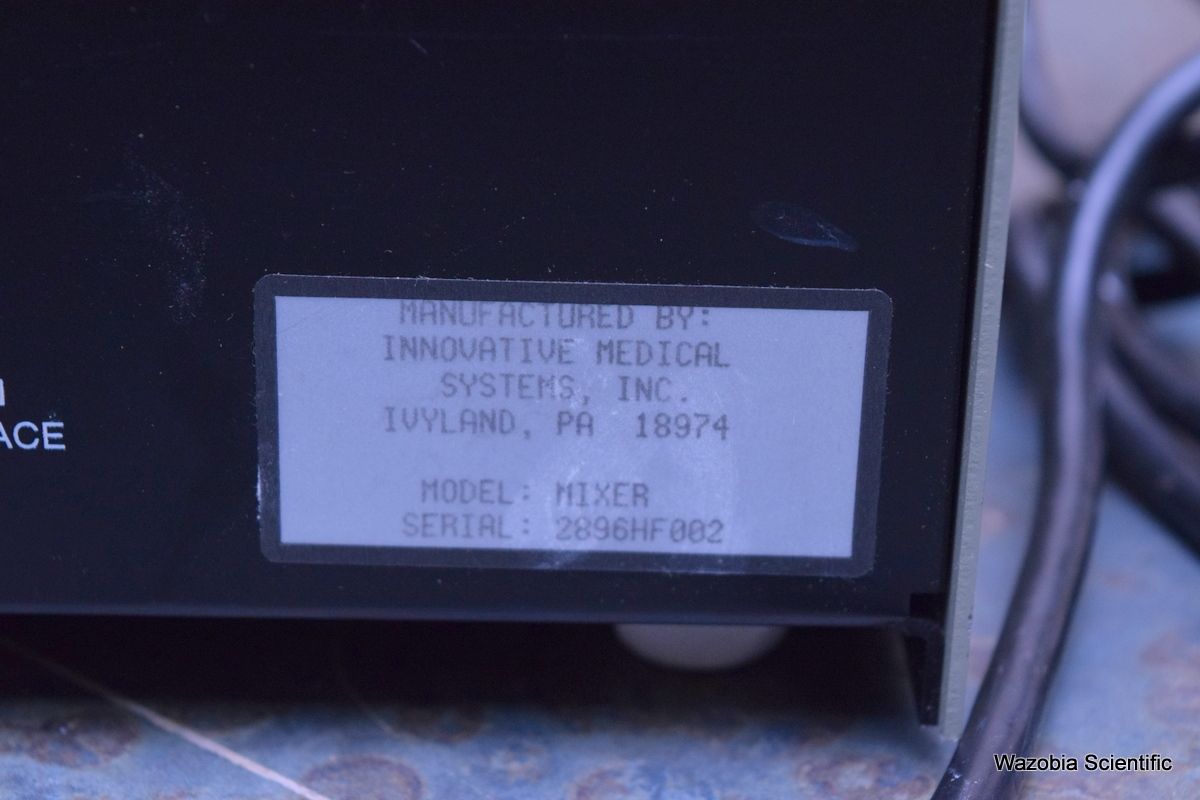 MANUFACTURED BY:
INNOVATIVE MEDICAL
SYSTEMS, INC.
IVYLAND, PA 18974
MODEL: MIXER
SERIAL: 2896HF002
ACE
Wazobia Scientific